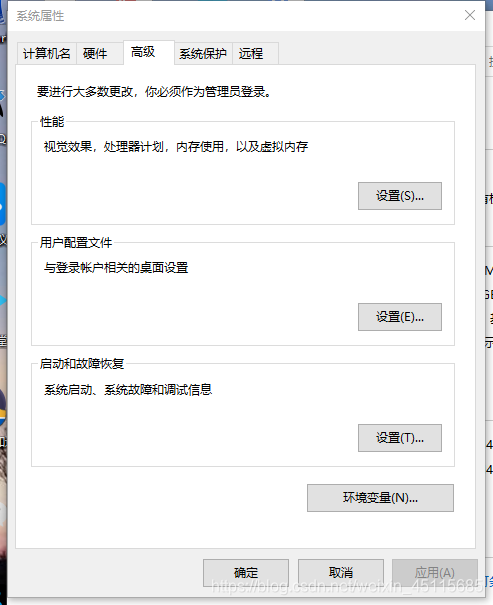 系统属性
计算机名 硬件 高级 系统保护 远程
要进行大多数更改，你必须作为管理员登录。
性能
视觉效果，处理器计划，内存使用，以及虚拟内存
设置(S)...
用户配置文件
与登录帐户相关的桌面设置
设置(E)...
启动和故障恢复
系统启动、系统故障和调试信息
设置(T)...
环境变量(N)...
确定 取消 应用(A)
https://blog.csdn.net/weixin_45115685